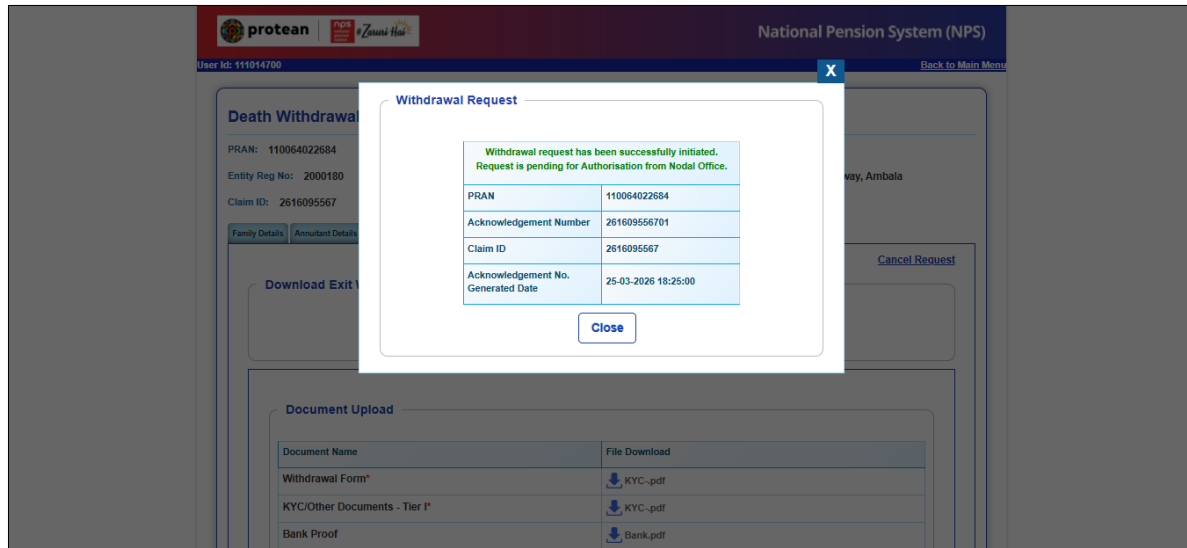 protean
nps
#Zaruri Hai
National Pension System (NPS)
User Id: 111014700
Back to Main Menu
X
Withdrawal Request
Withdrawal request has been successfully initiated.
Request is pending for Authorisation from Nodal Office.
PRAN 110064022684
Acknowledgement Number 261609556701
Claim ID 2616095567
Acknowledgement No.
Generated Date 25-03-2026 18:25:00
Close
Death Withdrawal
PRAN: 110064022684
Entity Reg No: 2000180 way, Ambala
Claim ID: 2616095567
Family Details Annuitant Details
Cancel Request
Download Exit
Document Upload
Document Name File Download
Withdrawal Form* KYC-.pdf
KYC/Other Documents - Tier I* KYC-.pdf
Bank Proof Bank.pdf